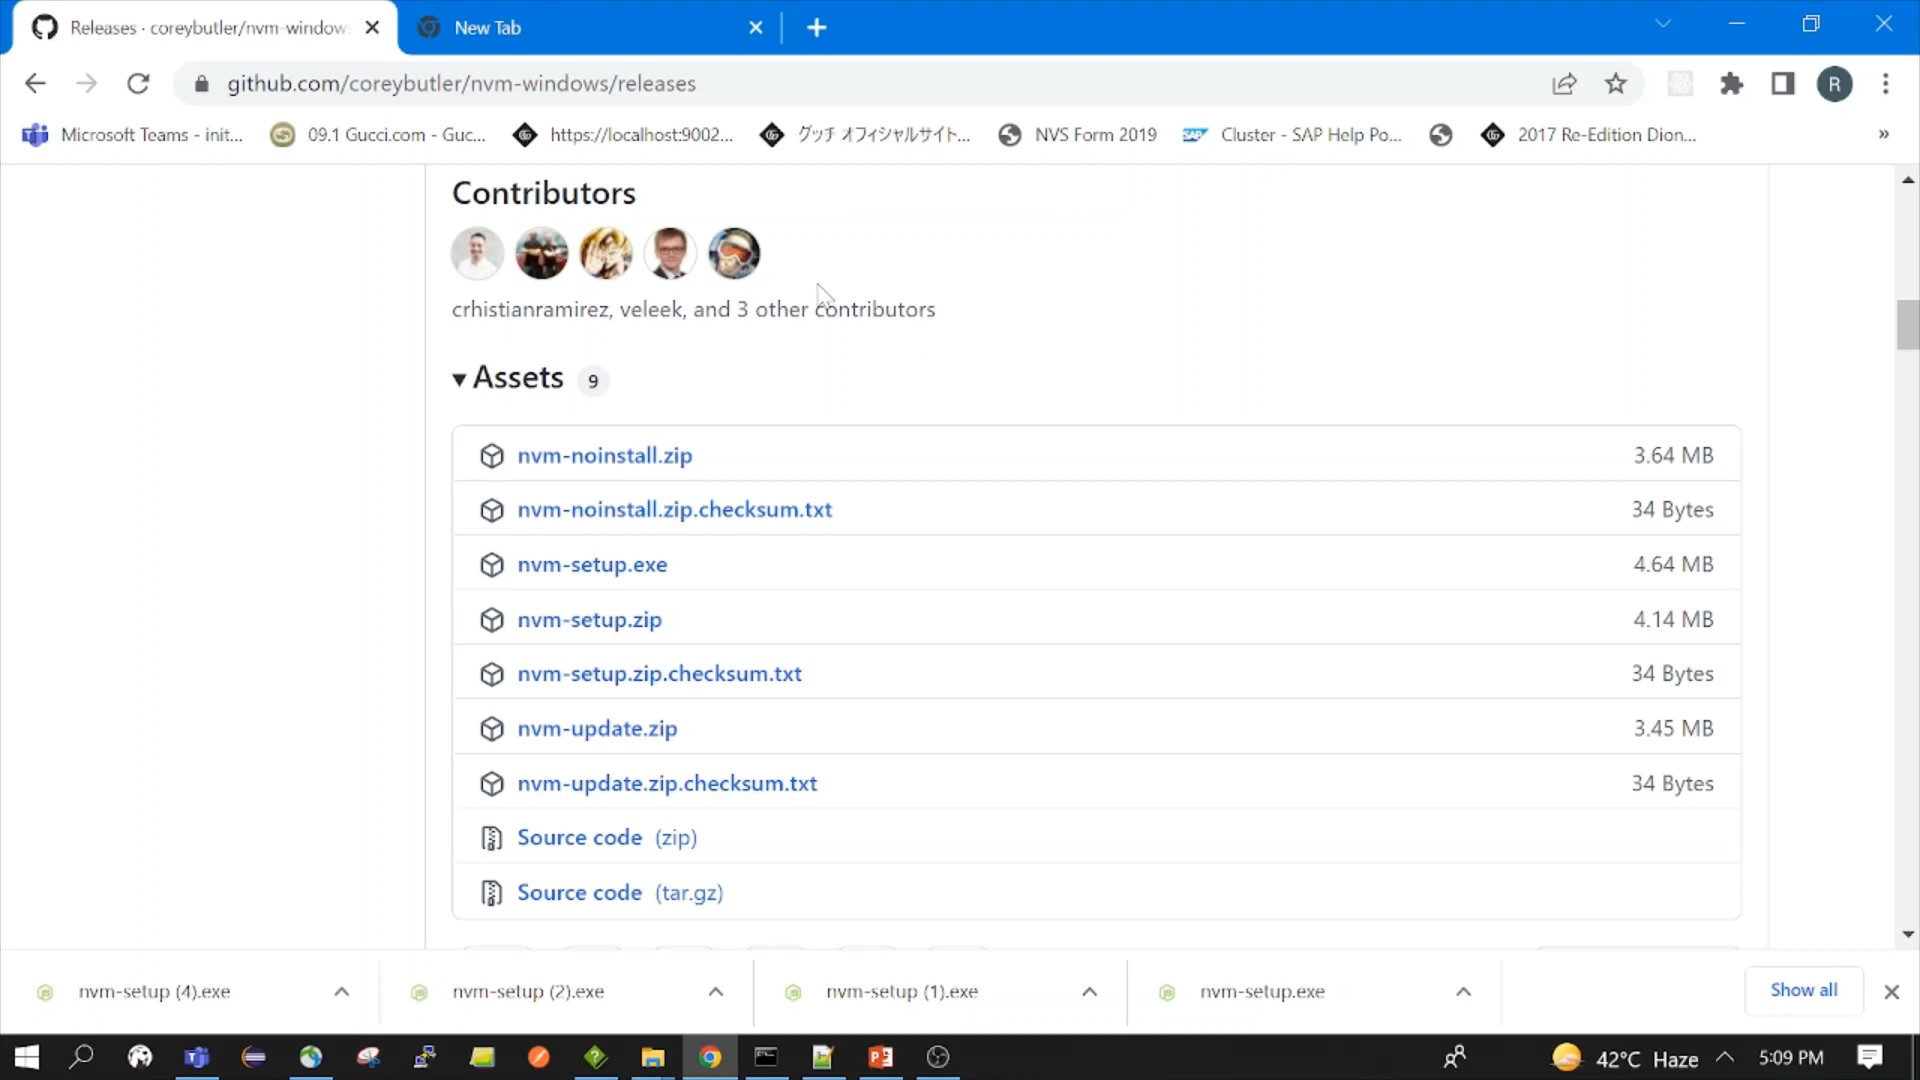 Releases · coreybutler/nvm-window
New Tab
github.com/coreybutler/nvm-windows/releases
R
Microsoft Teams - init...
09.1 Gucci.com - Guc...
https://localhost:9002...
グッチ オフィシャルサイト...
NVS Form 2019
SAP
Cluster - SAP Help Po...
2017 Re-Edition Dion...
»
Contributors
crhistianramirez, veleek, and 3 other contributors
Assets 9
nvm-noinstall.zip 3.64 MB
nvm-noinstall.zip.checksum.txt 34 Bytes
nvm-setup.exe 4.64 MB
nvm-setup.zip 4.14 MB
nvm-setup.zip.checksum.txt 34 Bytes
nvm-update.zip 3.45 MB
nvm-update.zip.checksum.txt 34 Bytes
Source code (zip)
Source code (tar.gz)
nvm-setup (4).exe
nvm-setup (2).exe
nvm-setup (1).exe
nvm-setup.exe
Show all
42°C Haze
5:09 PM